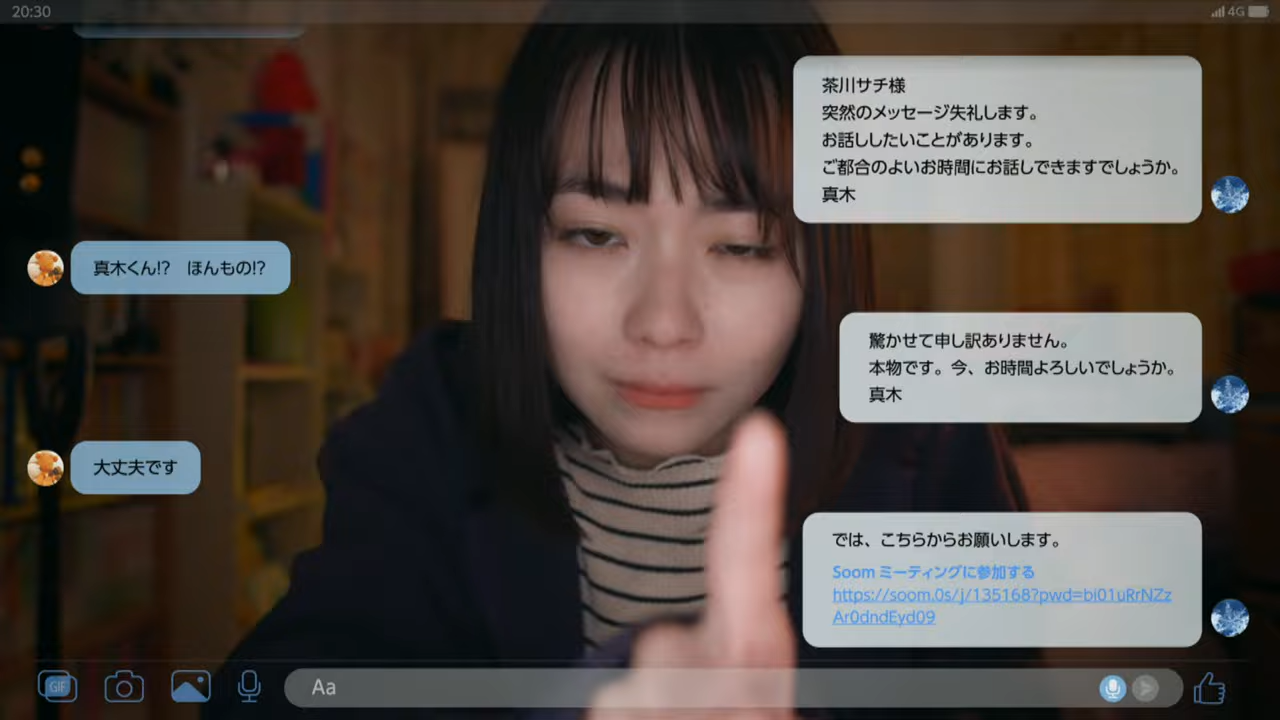 20:30
4G
茶川サチ様
突然のメッセージ失礼します。
お話ししたいことがあります。
ご都合のよいお時間にお話しできますでしょうか。
真木
真木くん!?　ほんもの!?
驚かせて申し訳ありません。
本物です。今、お時間よろしいでしょうか。
真木
大丈夫です
では、こちらからお願いします。
Soom ミーティングに参加する
https://soom.0s/j/135168?pwd=bi01uRrNZz
Ar0dndEyd09
GIF
Aa